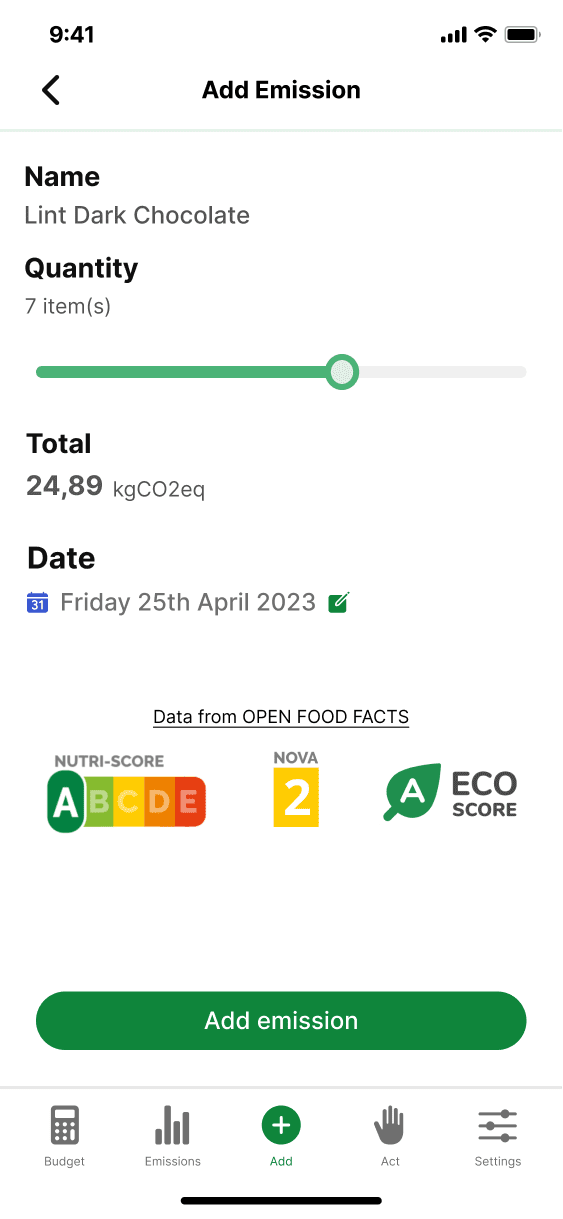 9:41
Add Emission
Name
Lint Dark Chocolate
Quantity
7 item(s)
Total
24,89 kgCO2eq
Date
31 Friday 25th April 2023
Data from OPEN FOOD FACTS
NUTRI-SCORE
A B C D E
NOVA
2
A ECO
SCORE
Add emission
Budget Emissions Add Act Settings